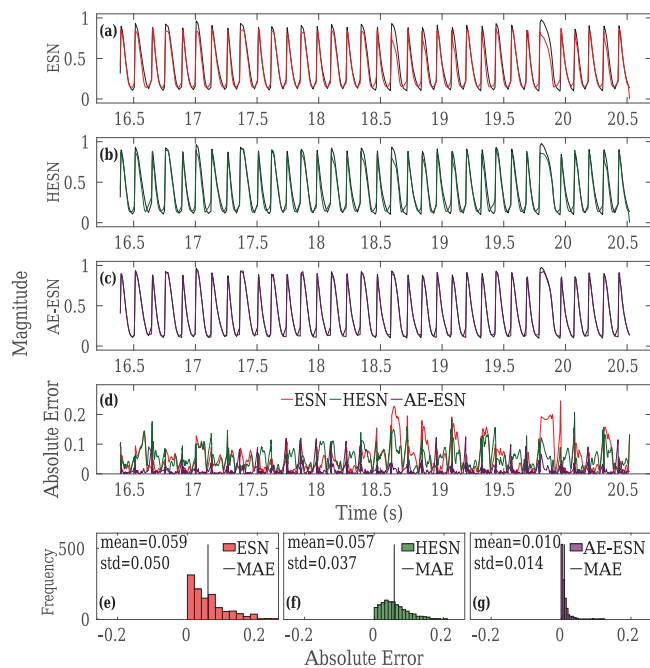 (a)
1
0.5
0
ESN
16.5 17 17.5 18 18.5 19 19.5 20 20.5
(b)
1
0.5
0
HESN
16.5 17 17.5 18 18.5 19 19.5 20 20.5
(c)
1
0.5
0
AE-ESN
Magnitude
16.5 17 17.5 18 18.5 19 19.5 20 20.5
(d)
ESN HESN AE-ESN
0.2
0.1
0
Absolute Error
16.5 17 17.5 18 18.5 19 19.5 20 20.5
Time (s)
Frequency
500
0
mean=0.059
std=0.050
ESN
MAE
(e)
-0.2 0 0.2
mean=0.057
std=0.037
HESN
MAE
(f)
-0.2 0 0.2
mean=0.010
std=0.014
AE-ESN
MAE
(g)
-0.2 0 0.2
Absolute Error